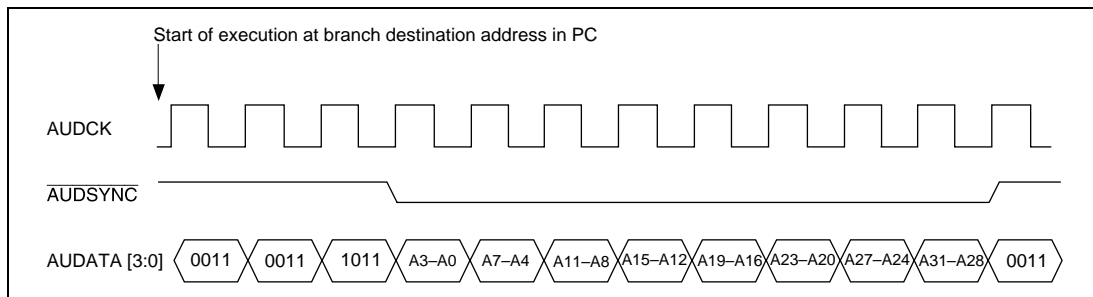 Start of execution at branch destination address in PC
AUDCK
AUDSYNC
AUDATA [3:0] 0011 0011 1011 A3–A0 A7–A4 A11–A8 A15–A12 A19–A16 A23–A20 A27–A24 A31–A28 0011